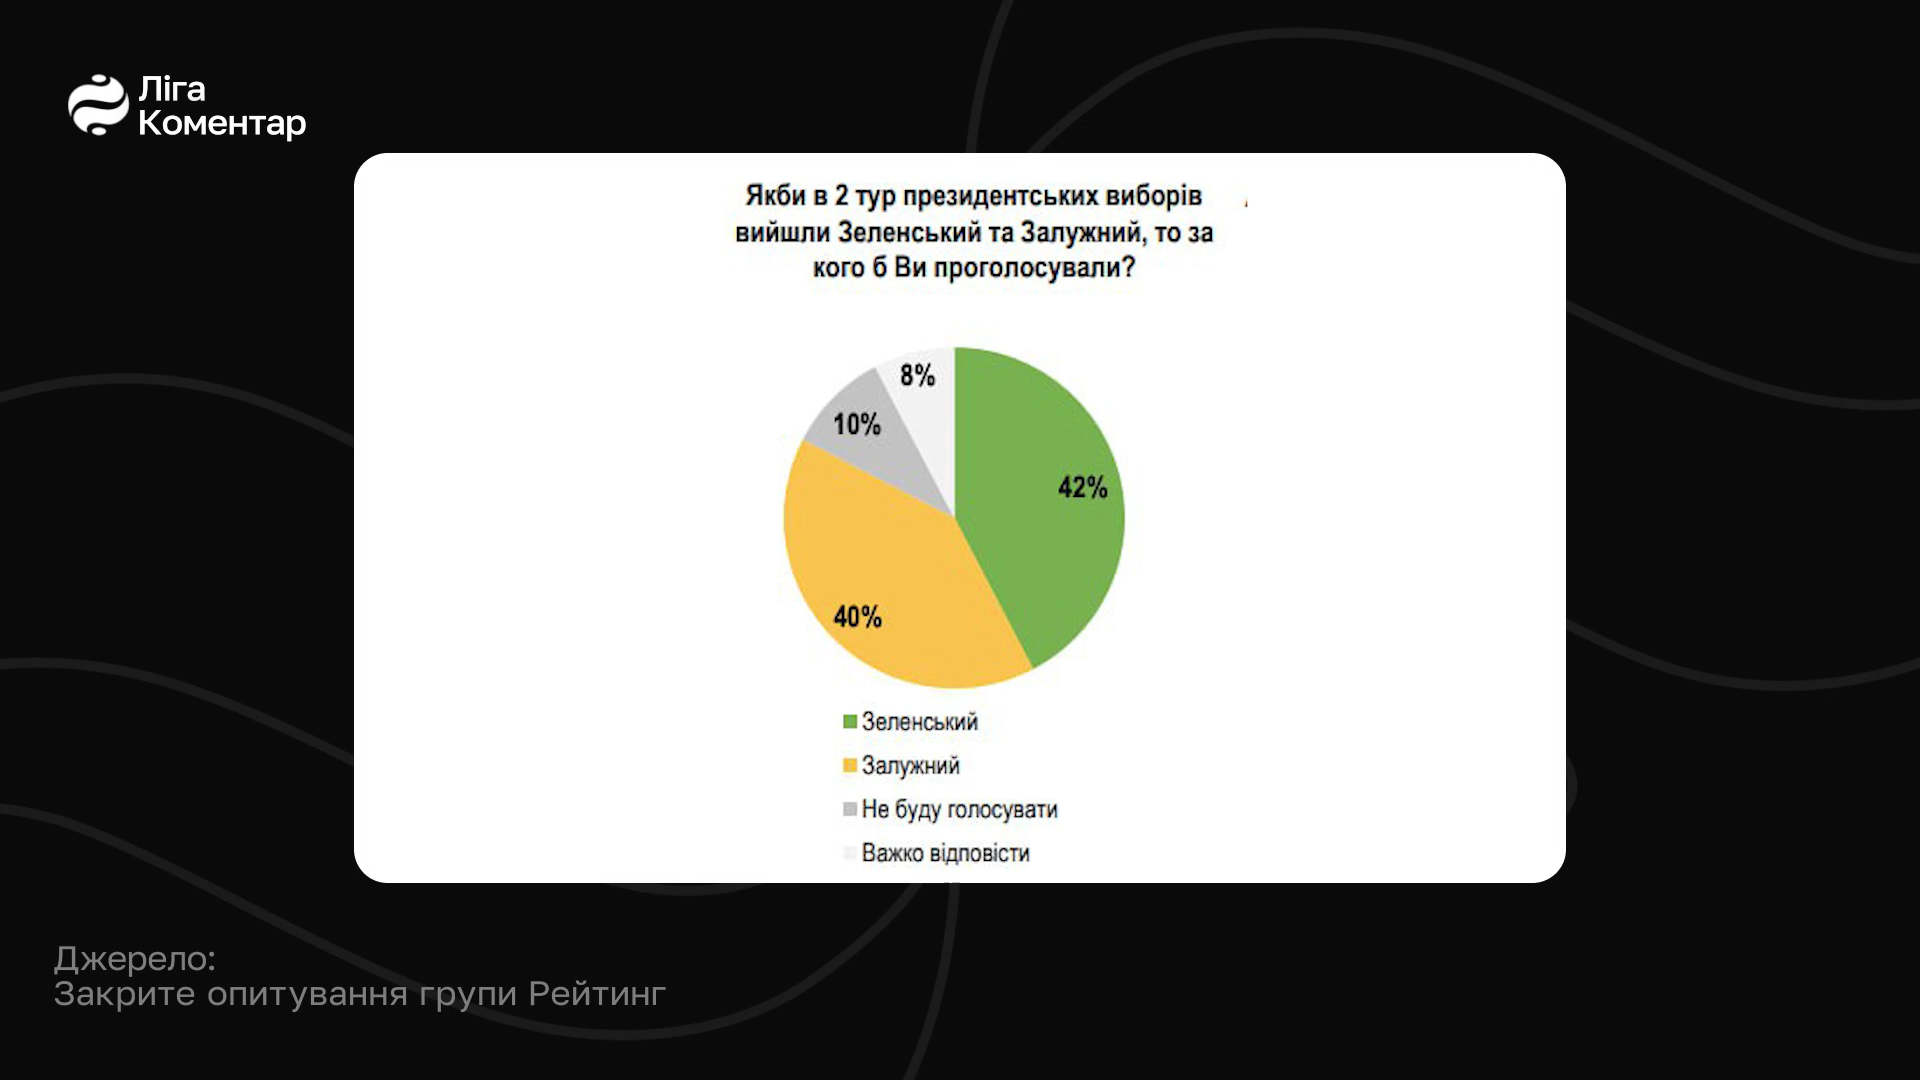 Ліга
Коментар
Якби в 2 тур президентських виборів
вийшли Зеленський та Залужний, то за
кого б Ви проголосували?
8%
10%
42%
40%
Зеленський
Залужний
Не буду голосувати
Важко відповісти
Джерело:
Закрите опитування групи Рейтинг